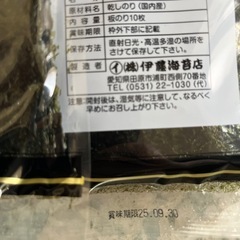 名称 乾しのり(国内産)
内容量 板のり10枚
賞味期限 枠外下部に記載
保存方法 直射日光・高温多湿の場所をさけて保存して下さい。
製造者 ㋑(株)伊藤海苔店
愛知県田原市浦町西側70番地
TEL (0531) 22-1030 (代)
注意:開封後は、湿気等に注意して、なるべく
早めにお召し上がり下さい。
賞味期限25.09.30